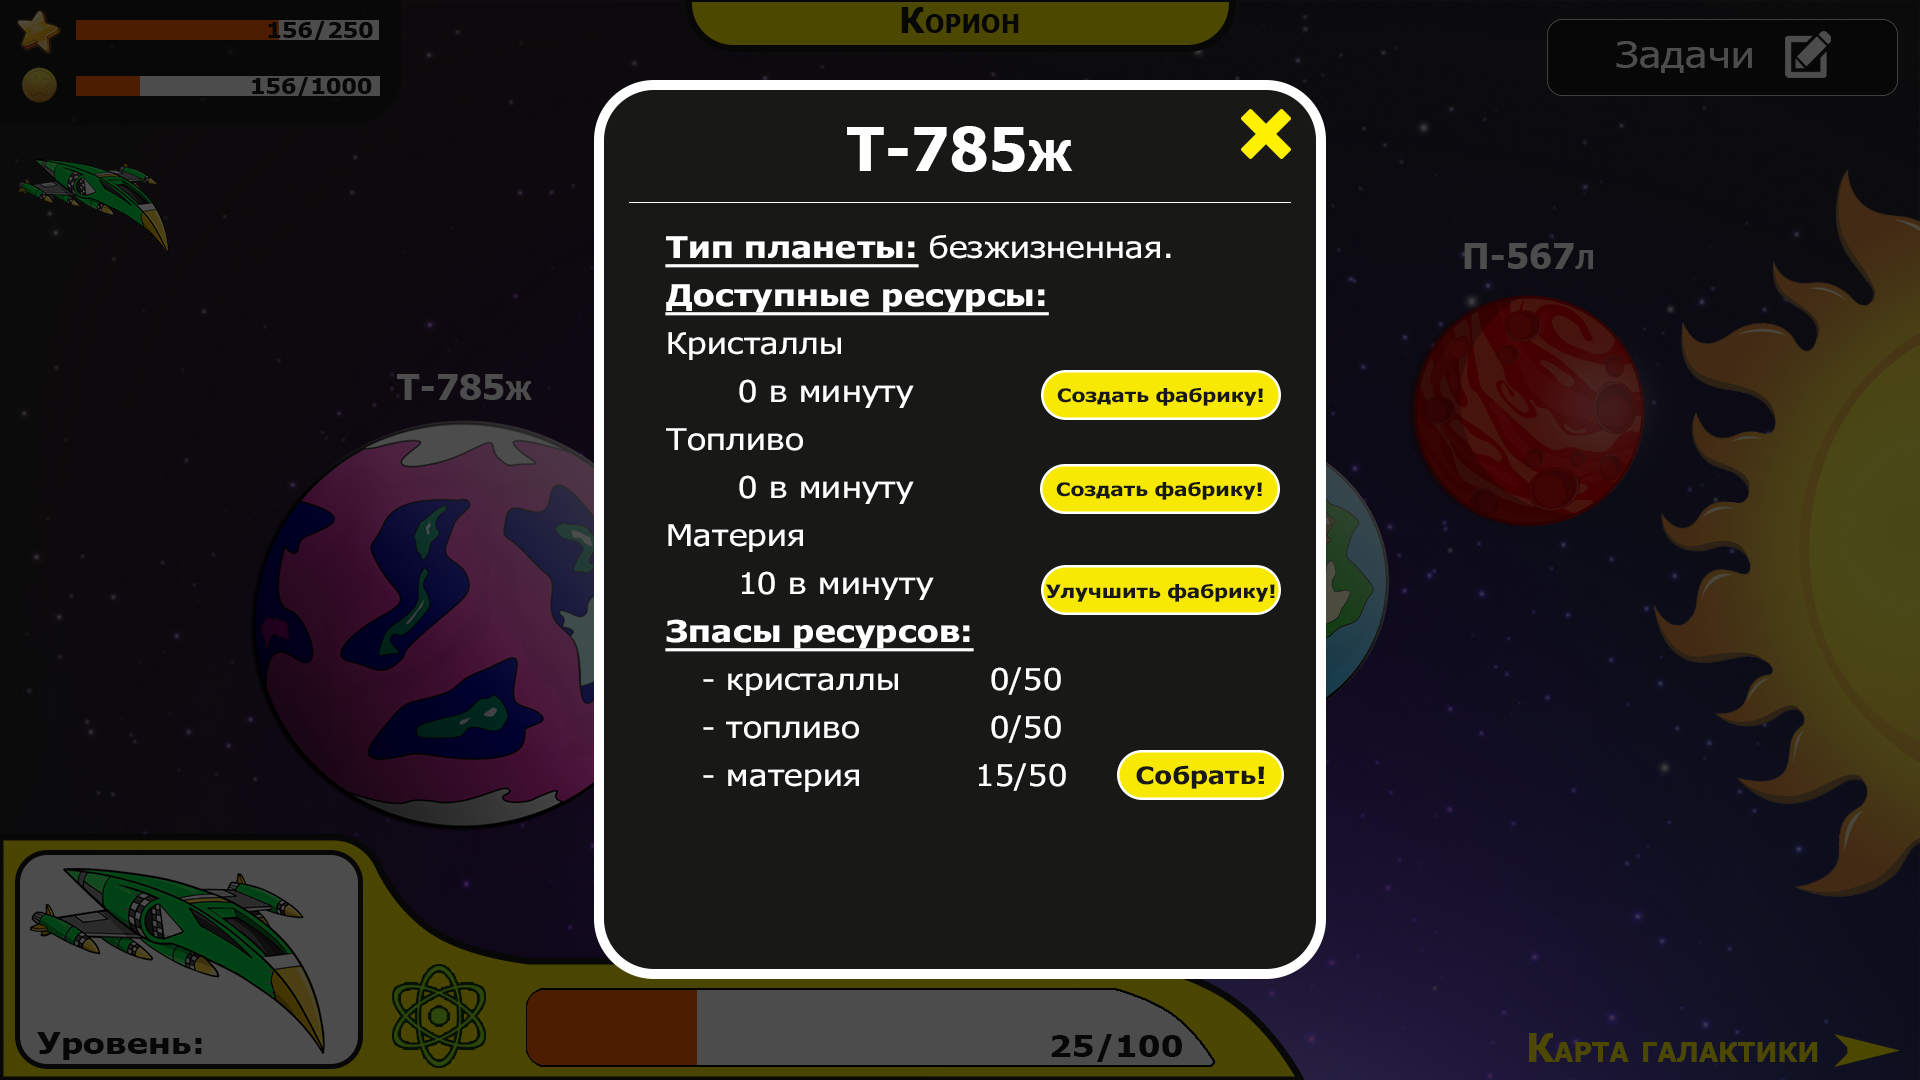 156/250
Корион
Задачи
156/1000
Т-785ж
Тип планеты: безжизненная.
П-567л
Доступные ресурсы:
Кристаллы
Т-785ж
0 в минуту
Создать фабрику!
Топливо
0 в минуту
Создать фабрику!
Материя
10 в минуту
Улучшить фабрику!
Зпасы ресурсов:
- кристаллы 0/50
- топливо 0/50
- материя 15/50
Собрать!
Уровень:
25/100
Карта галактики